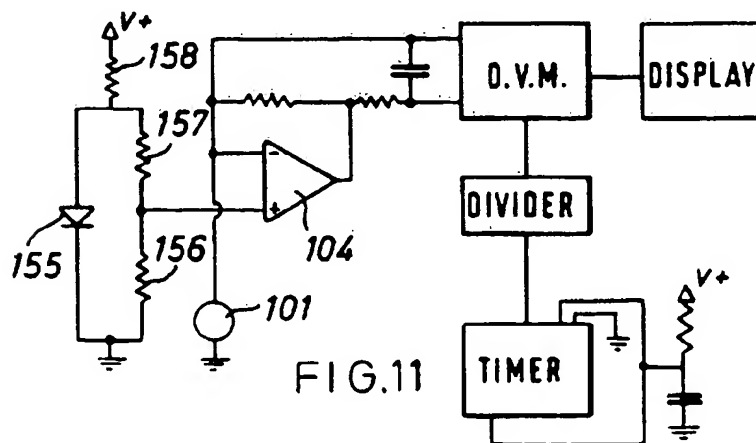 V+
158
157
155
156
-
+
104
101
D.V.M.
DISPLAY
DIVIDER
TIMER
V+
FIG.11